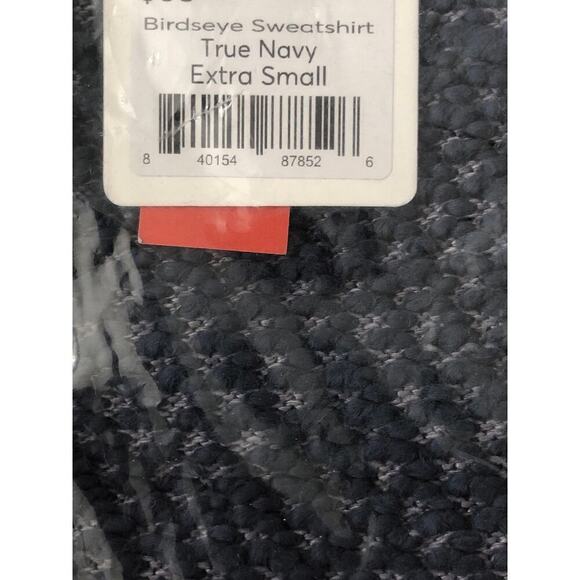 Birdseye Sweatshirt
True Navy
Extra Small
8 40154 87852 6